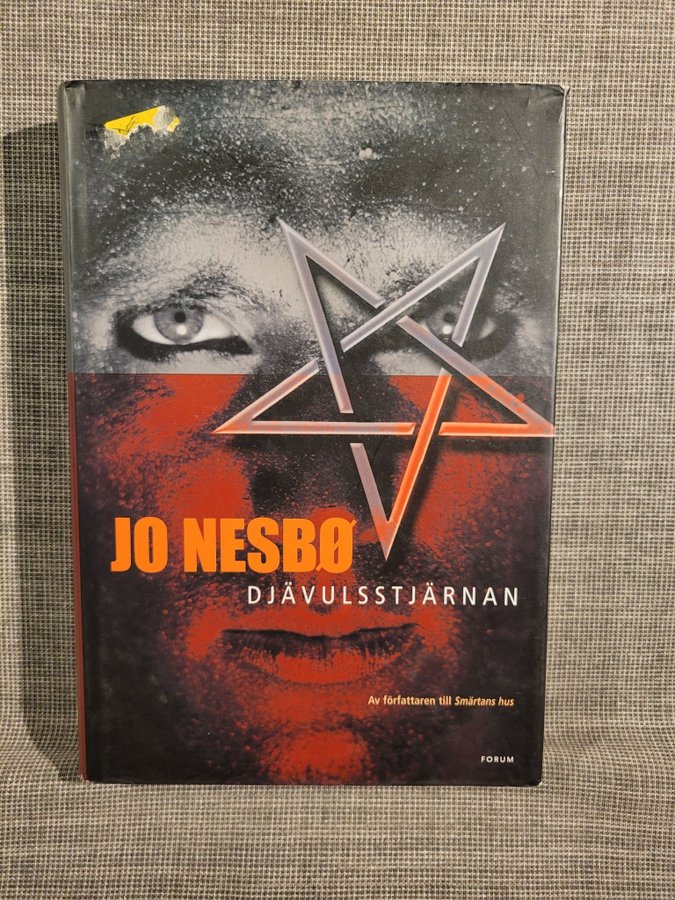 JO NESBØ
DJÄVULSSTJÄRNAN
Av författaren till Smärtans hus
FORUM